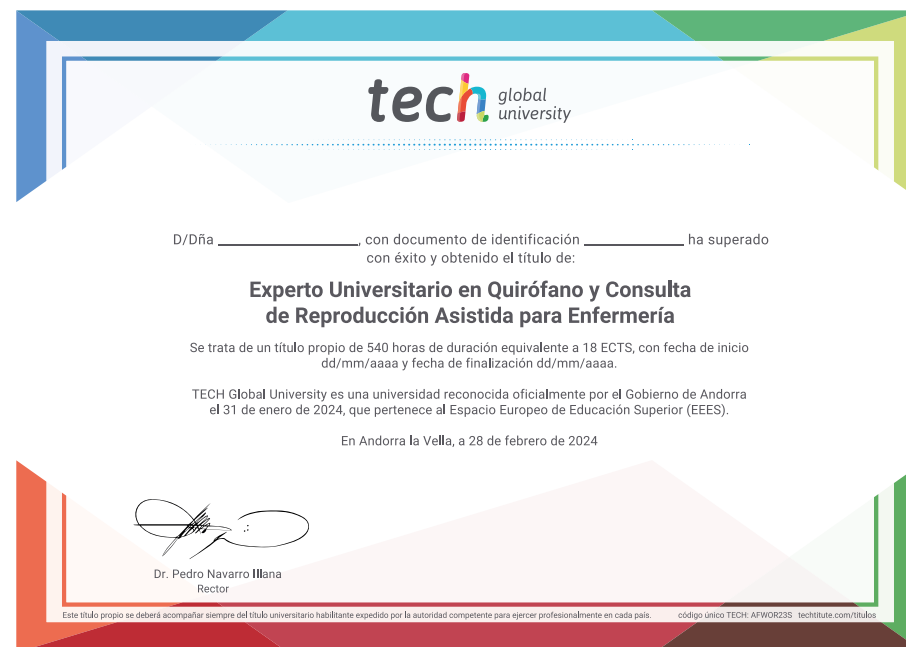 tech global
university
D/Dña ____________, con documento de identificación ____________ ha superado
con éxito y obtenido el título de:
Experto Universitario en Quirófano y Consulta
de Reproducción Asistida para Enfermería
Se trata de un título propio de 540 horas de duración equivalente a 18 ECTS, con fecha de inicio
dd/mm/aaaa y fecha de finalización dd/mm/aaaa.
TECH Global University es una universidad reconocida oficialmente por el Gobierno de Andorra
el 31 de enero de 2024, que pertenece al Espacio Europeo de Educación Superior (EEES).
En Andorra la Vella, a 28 de febrero de 2024
Dr. Pedro Navarro Illana
Rector
Este título propio se deberá acompañar siempre del título universitario habilitante expedido por la autoridad competente para ejercer profesionalmente en cada país. código único TECH: AFWOR23S techtitute.com/titulos